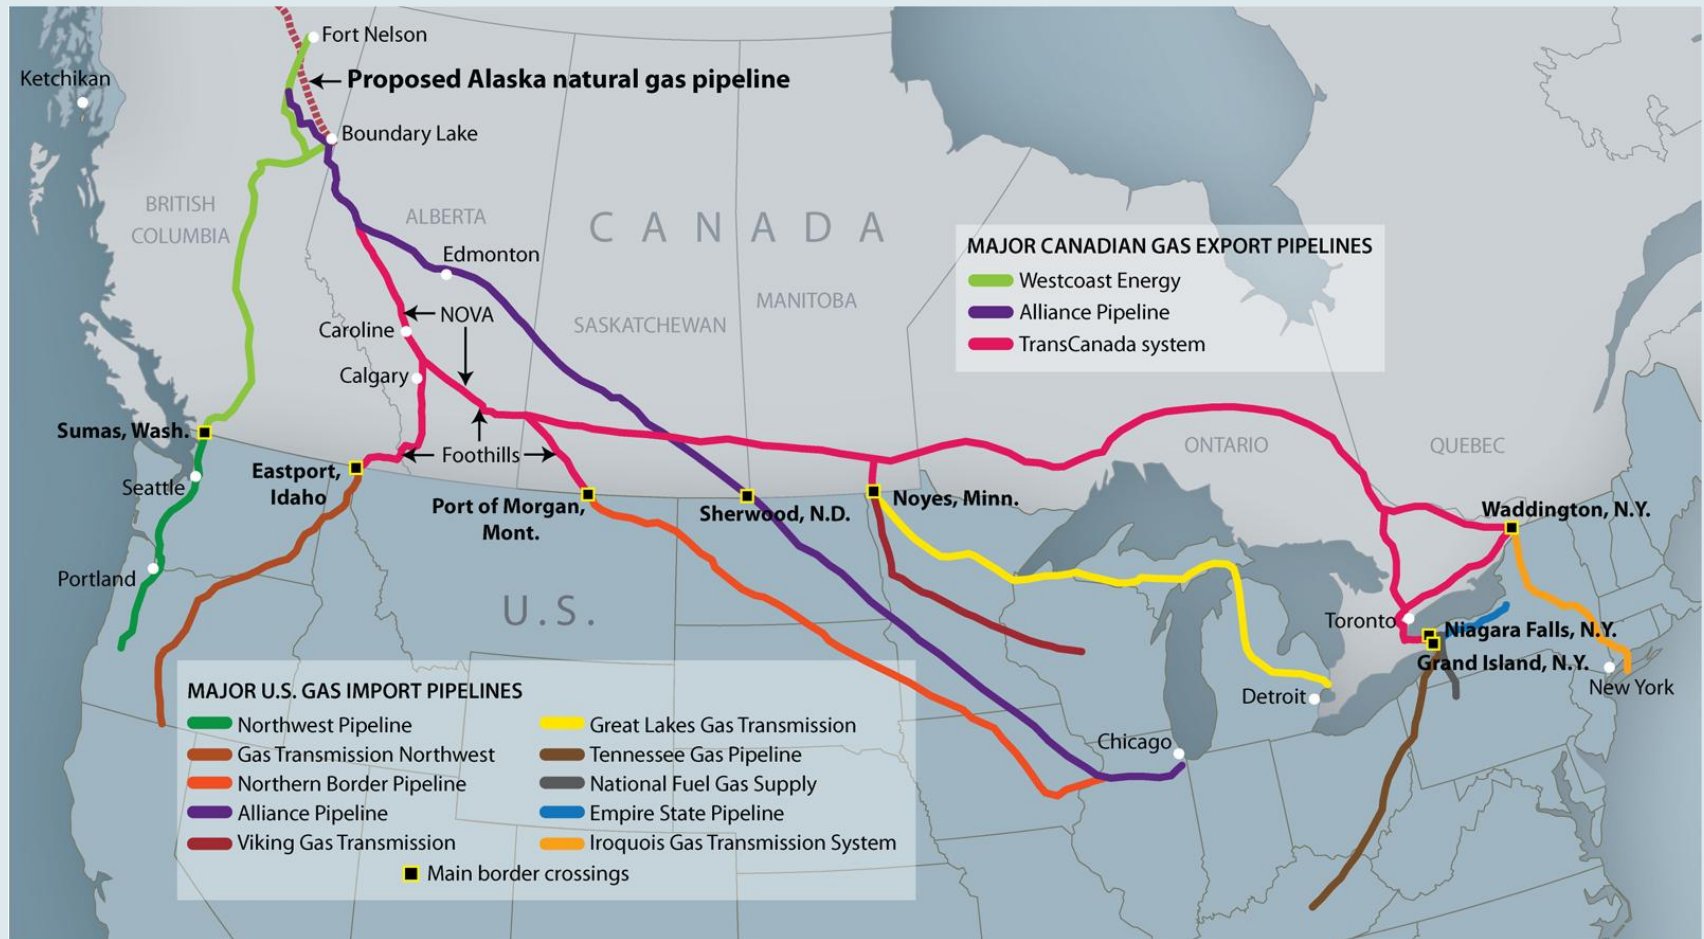 Fort Nelson
Ketchikan
Proposed Alaska natural gas pipeline
Boundary Lake
BRITISH
COLUMBIA
ALBERTA
CANADA
Edmonton
MANITOBA
SASKATCHEWAN
NOVA
Caroline
Calgary
MAJOR CANADIAN GAS EXPORT PIPELINES
Westcoast Energy
Alliance Pipeline
TransCanada system
Sumas, Wash.
Seattle
Eastport,
Idaho
Foothills
Port of Morgan,
Mont.
Sherwood, N.D.
Noyes, Minn.
ONTARIO
QUEBEC
Waddington, N.Y.
Portland
U.S.
Toronto
Niagara Falls, N.Y.
Grand Island, N.Y.
Detroit
New York
Chicago
MAJOR U.S. GAS IMPORT PIPELINES
Northwest Pipeline
Gas Transmission Northwest
Northern Border Pipeline
Alliance Pipeline
Viking Gas Transmission
Great Lakes Gas Transmission
Tennessee Gas Pipeline
National Fuel Gas Supply
Empire State Pipeline
Iroquois Gas Transmission System
Main border crossings